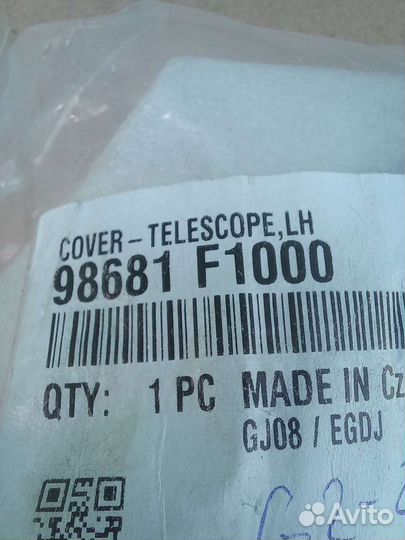 COVER – TELESCOPE,LH
98681 F1000
QTY: 1 PC MADE IN Cz
GJ08 / EGDJ
Avito